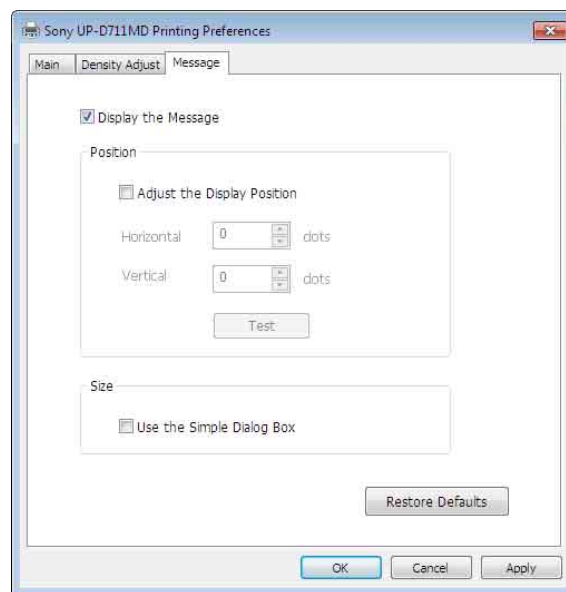 Sony UP-D711MD Printing Preferences
Main Density Adjust Message
Display the Message
Position
Adjust the Display Position
Horizontal 0 dots
Vertical 0 dots
Test
Size
Use the Simple Dialog Box
Restore Defaults
OK Cancel Apply